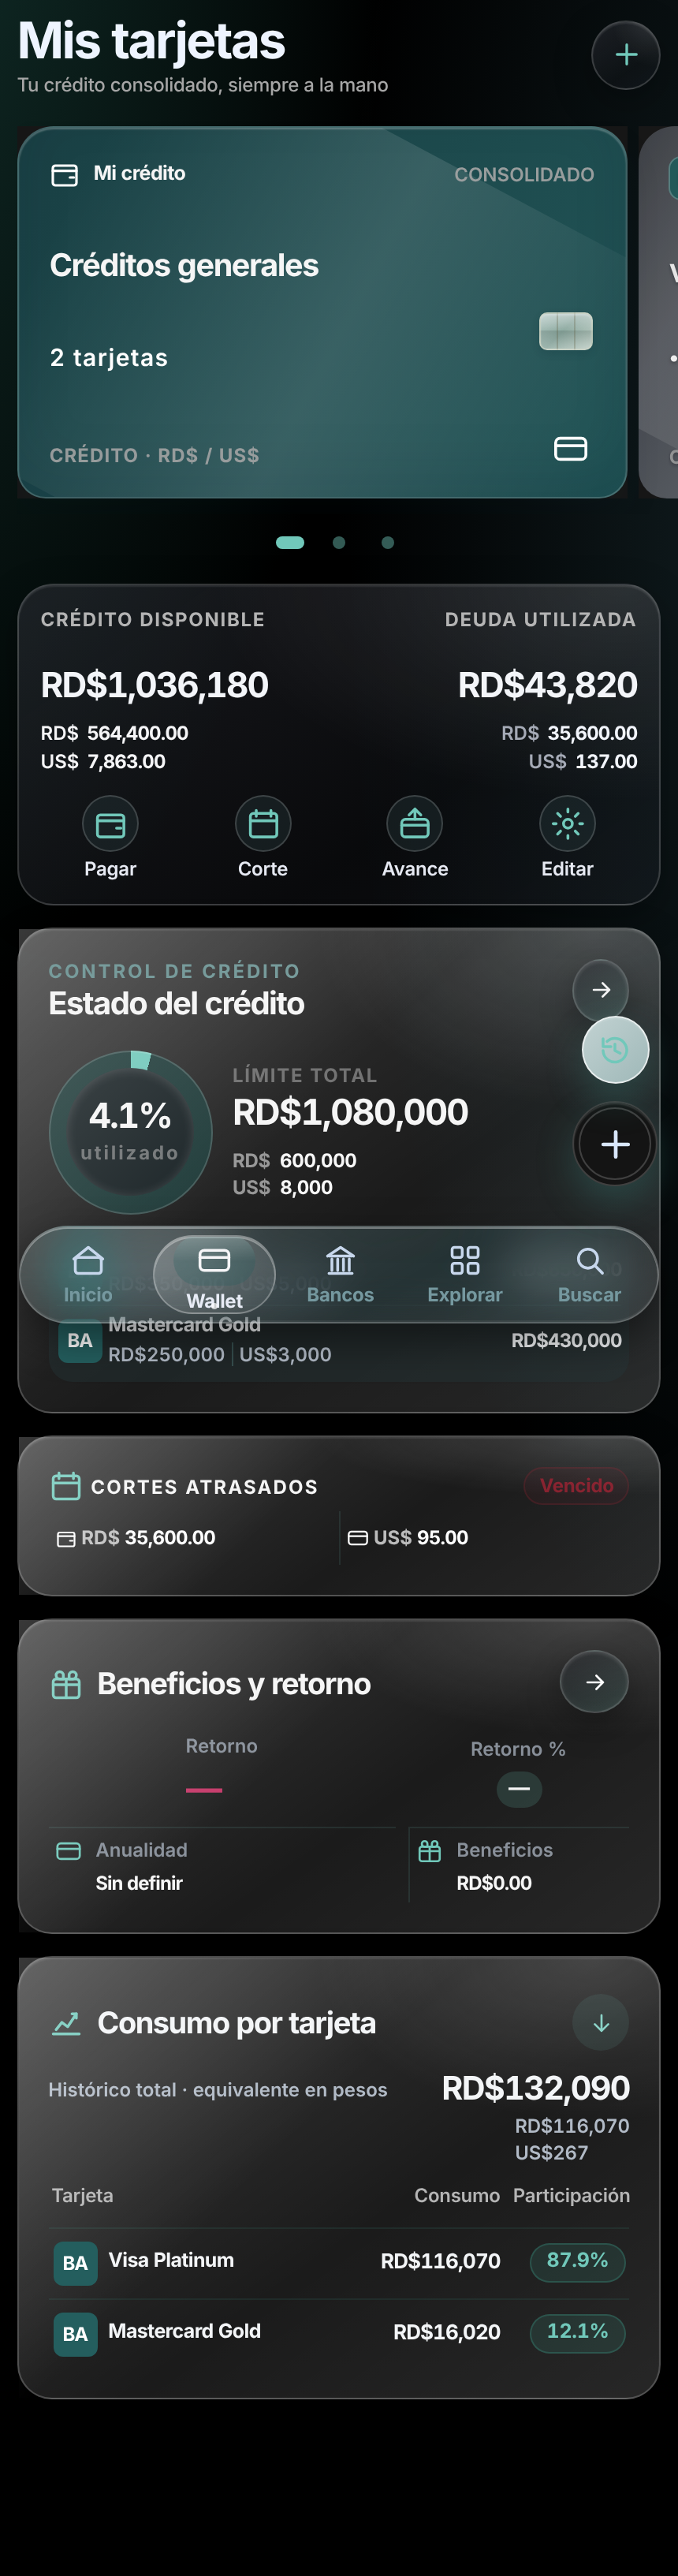 Mis tarjetas
Tu crédito consolidado, siempre a la mano
Mi crédito
CONSOLIDADO
Créditos generales
2 tarjetas
CRÉDITO · RD$ / US$
CRÉDITO DISPONIBLE
DEUDA UTILIZADA
RD$1,036,180
RD$43,820
RD$ 564,400.00
RD$ 35,600.00
US$ 7,863.00
US$ 137.00
Pagar
Corte
Avance
Editar
CONTROL DE CRÉDITO
Estado del crédito
4.1%
utilizado
LÍMITE TOTAL
RD$1,080,000
RD$ 600,000
US$ 8,000
Inicio
Wallet
Bancos
Explorar
Buscar
BA
Mastercard Gold
RD$250,000 US$3,000
RD$430,000
CORTES ATRASADOS
Vencido
RD$ 35,600.00
US$ 95.00
Beneficios y retorno
Retorno
Retorno %
—
—
Anualidad
Sin definir
Beneficios
RD$0.00
Consumo por tarjeta
Histórico total · equivalente en pesos
RD$132,090
RD$116,070
US$267
Tarjeta
Consumo
Participación
BA
Visa Platinum
RD$116,070
87.9%
BA
Mastercard Gold
RD$16,020
12.1%